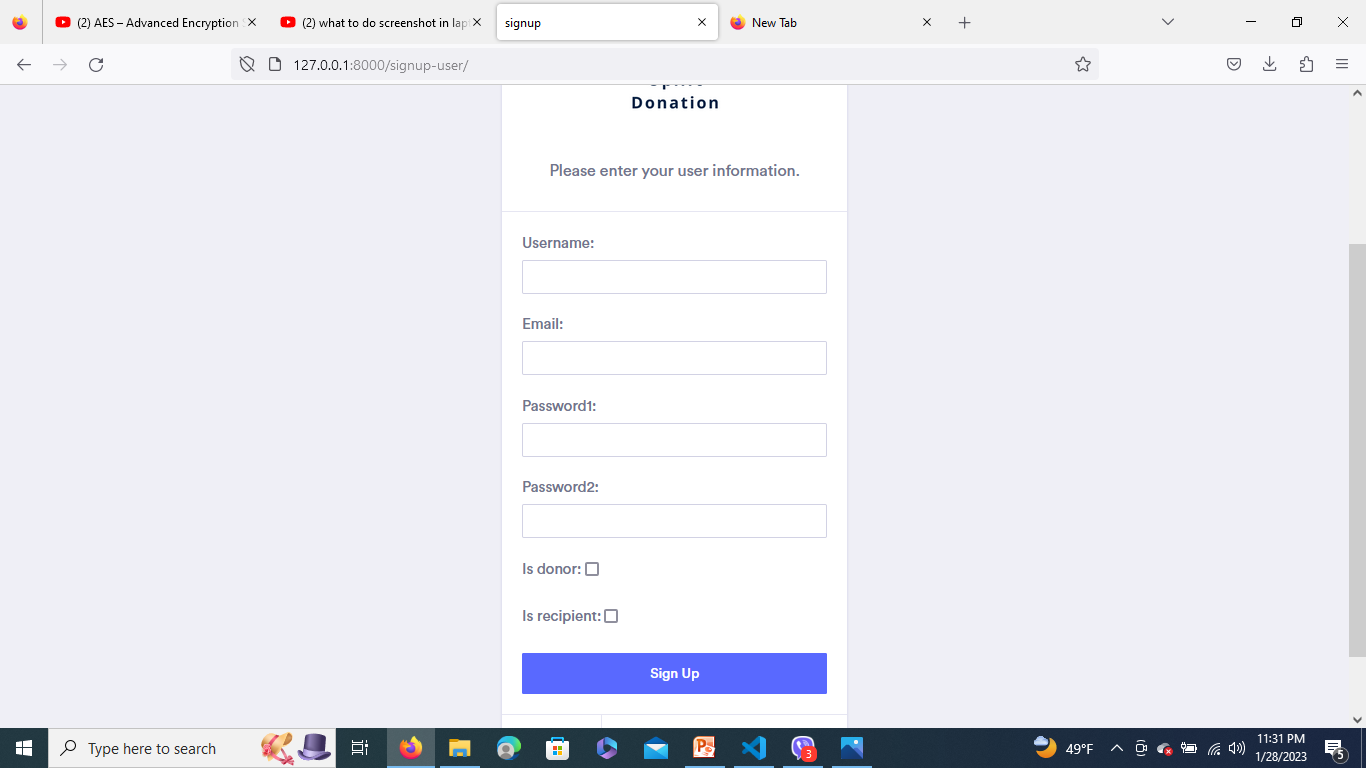 (2) AES – Advanced Encryption
(2) what to do screenshot in lap
signup
New Tab
127.0.0.1:8000/signup-user/
Donation
Please enter your user information.
Username:
Email:
Password1:
Password2:
Is donor:
Is recipient:
Sign Up
Type here to search
3
49°F
11:31 PM
1/28/2023
5